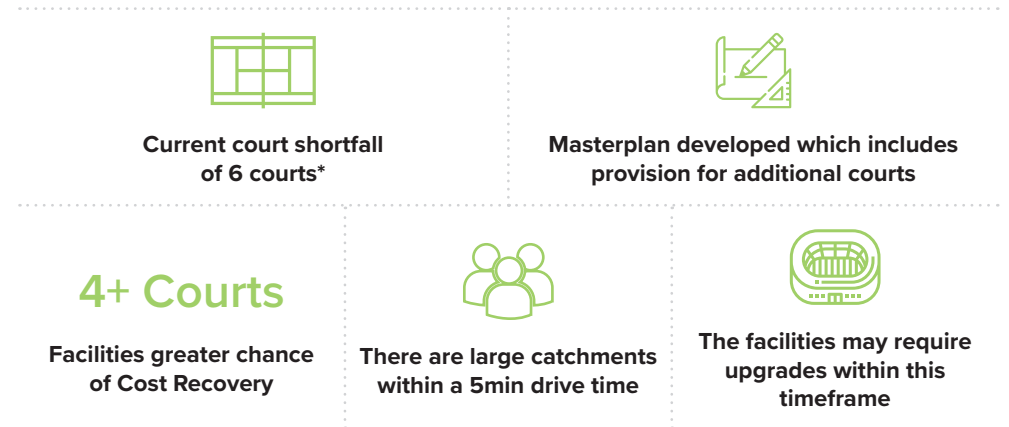 Current court shortfall
of 6 courts*
Masterplan developed which includes
provision for additional courts
4+ Courts
Facilities greater chance
of Cost Recovery
There are large catchments
within a 5min drive time
The facilities may require
upgrades within this
timeframe